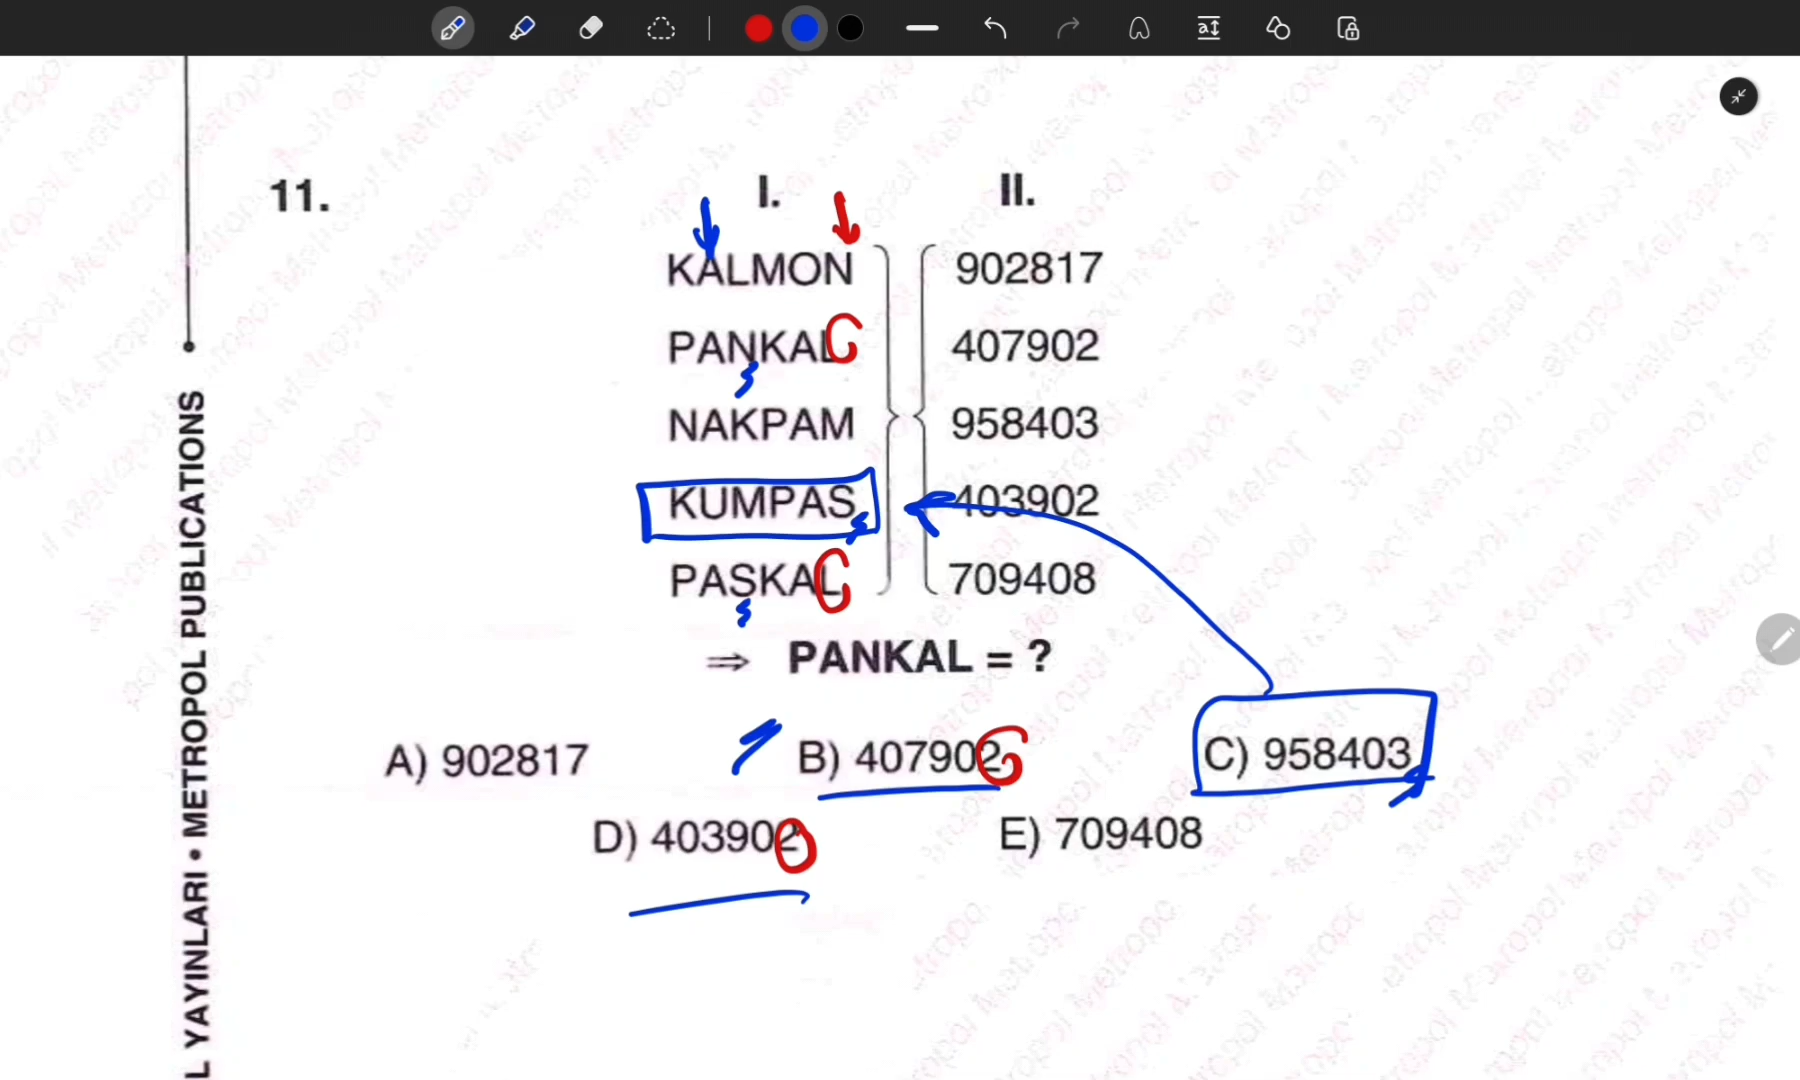 11.
I. II.
KALMON 902817
PANKAL 407902
NAKPAM 958403
KUMPAS 403902
PASKAL 709408
⇒ PANKAL = ?
A) 902817 B) 407902 C) 958403
D) 403902 E) 709408
L YAYINLARI • METROPOL PUBLICATIONS